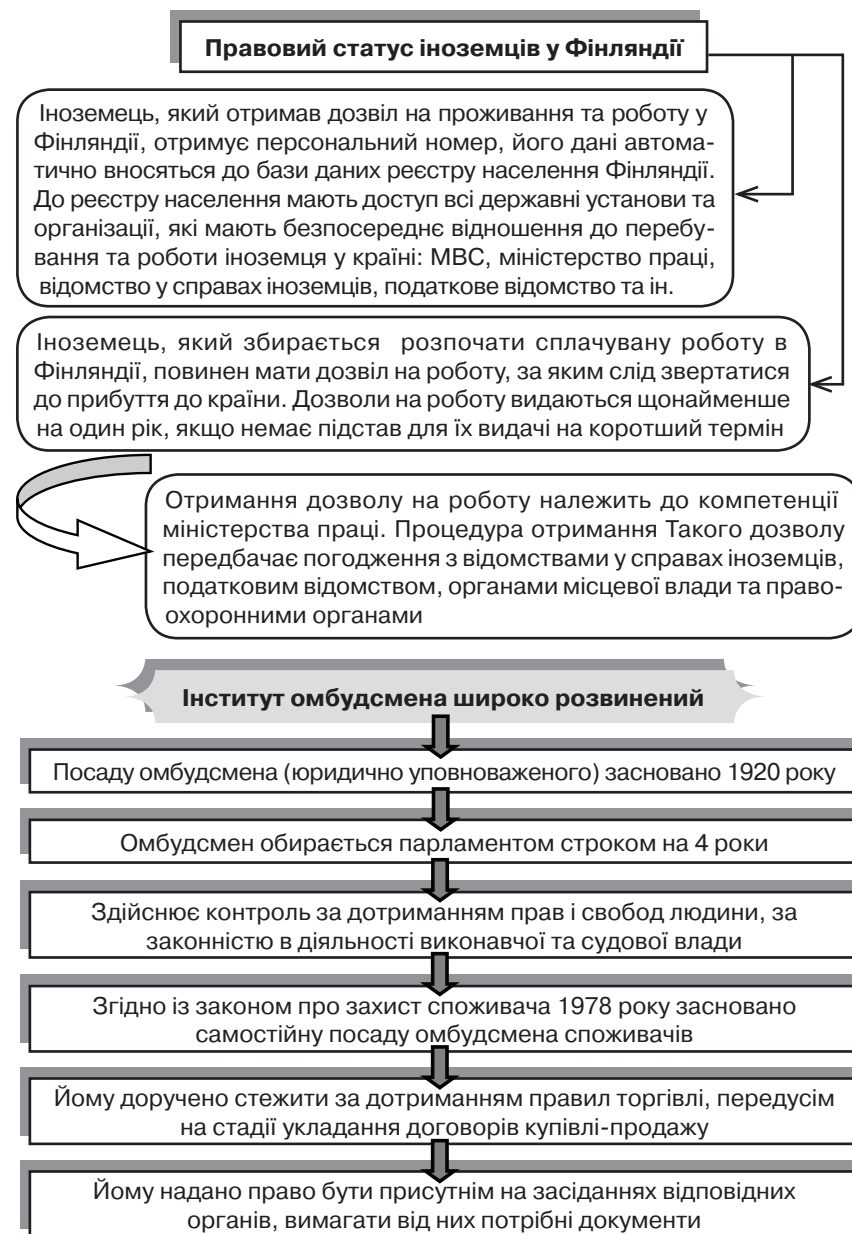 Правовий статус іноземців у Фінляндії
Іноземець, який отримав дозвіл на проживання та роботу у
Фінляндії, отримує персональний номер, його дані автома-
тично вносяться до бази даних реєстру населення Фінляндії.
До реєстру населення мають доступ всі державні установи та
організації, які мають безпосереднє відношення до перебу-
вання та роботи іноземця у країні: МВС, міністерство праці,
відомство у справах іноземців, податкове відомство та ін.
Іноземець, який збирається розпочати сплачувану роботу в
Фінляндії, повинен мати дозвіл на роботу, за яким слід звертатися
до прибуття до країни. Дозволи на роботу видаються щонайменше
на один рік, якщо немає підстав для їх видачі на коротший термін
Отримання дозволу на роботу належить до компетенції
міністерства праці. Процедура отримання Такого дозволу
передбачає погодження з відомствами у справах іноземців,
податковим відомством, органами місцевої влади та право-
охоронними органами
Інститут омбудсмена широко розвинений
Посаду омбудсмена (юридично уповноваженого) засновано 1920 року
Омбудсмен обирається парламентом строком на 4 роки
Здійснює контроль за дотриманням прав і свобод людини, за
законністю в діяльності виконавчої та судової влади
Згідно із законом про захист споживача 1978 року засновано
самостійну посаду омбудсмена споживачів
Йому доручено стежити за дотриманням правил торгівлі, передусім
на стадії укладання договорів купівлі-продажу
Йому надано право бути присутнім на засіданнях відповідних
органів, вимагати від них потрібні документи